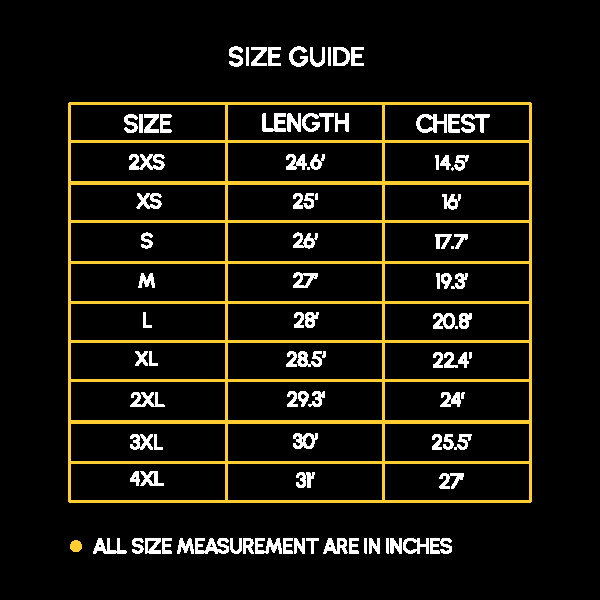 SIZE GUIDE
SIZE LENGTH CHEST
2XS 24.6' 14.5'
XS 25' 16'
S 26' 17.7'
M 27' 19.3'
L 28' 20.8'
XL 28.5' 22.4'
2XL 29.3' 24'
3XL 30' 25.5'
4XL 31' 27'
ALL SIZE MEASUREMENT ARE IN INCHES